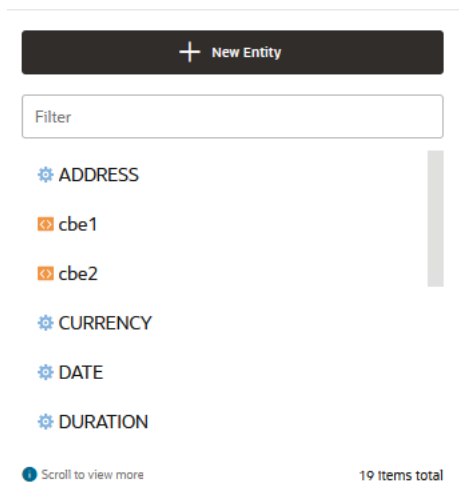 New Entity
Filter
ADDRESS
cbe1
cbe2
CURRENCY
DATE
DURATION
Scroll to view more 19 Items total